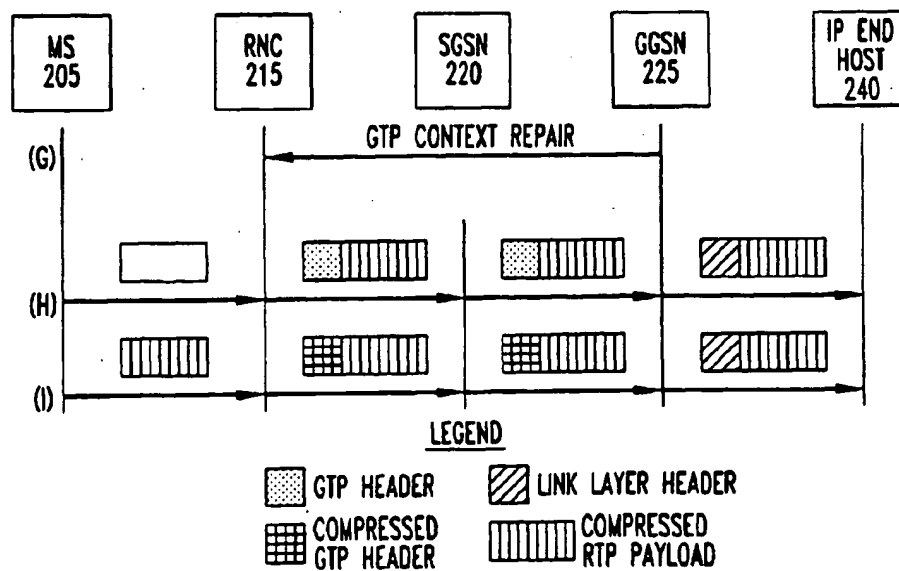 MS
205
RNC
215
SGSN
220
GGSN
225
IP END
HOST
240
(G)
GTP CONTEXT REPAIR
(H)
(I)
LEGEND
GTP HEADER
LINK LAYER HEADER
COMPRESSED
GTP HEADER
COMPRESSED
RTP PAYLOAD